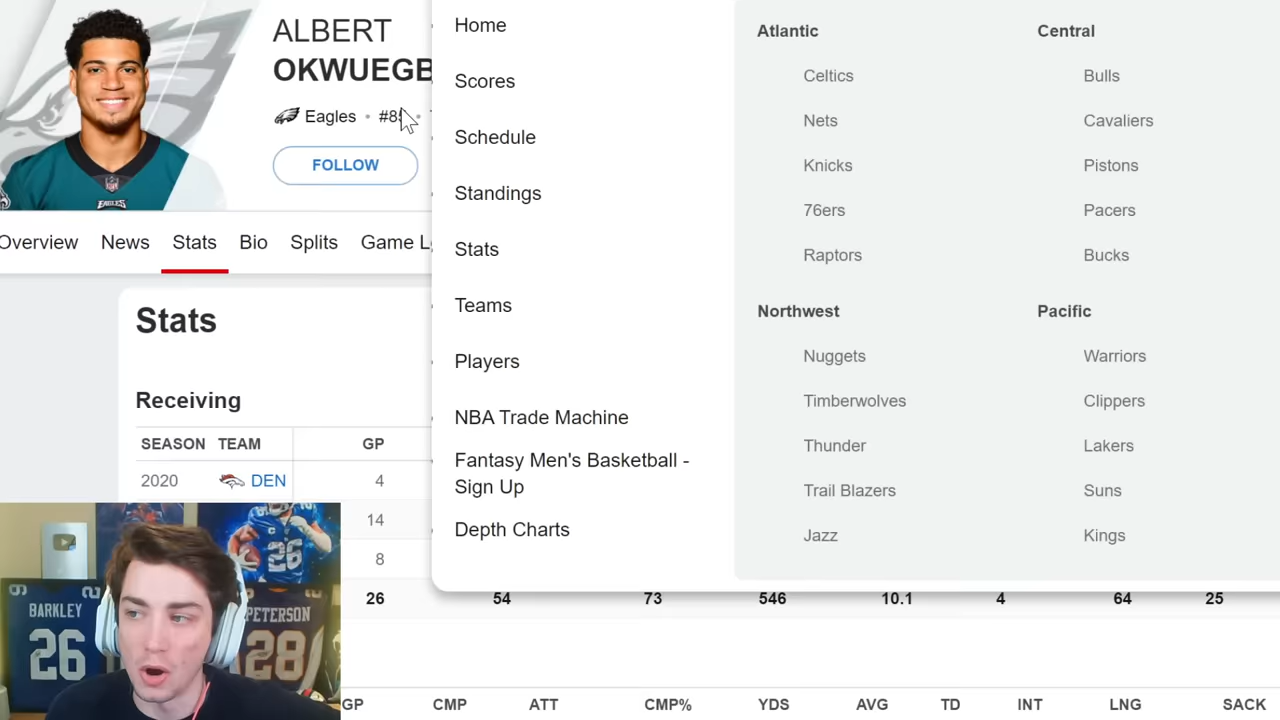 ALBERT
OKWUEGB
Eagles
FOLLOW
Overview News Stats Bio Splits Game L
Stats
Receiving
SEASON TEAM GP
2020 DEN 4
14
8
26 54 73 546 10.1 4 64 25
GP CMP ATT CMP% YDS AVG TD INT LNG SACK
Home
Scores
Schedule
Standings
Stats
Teams
Players
NBA Trade Machine
Fantasy Men's Basketball -
Sign Up
Depth Charts
Atlantic
Celtics
Nets
Knicks
76ers
Raptors
Central
Bulls
Cavaliers
Pistons
Pacers
Bucks
Northwest
Nuggets
Timberwolves
Thunder
Trail Blazers
Jazz
Pacific
Warriors
Clippers
Lakers
Suns
Kings
EAGLES
BARKLEY
26
26
PETERSON
28